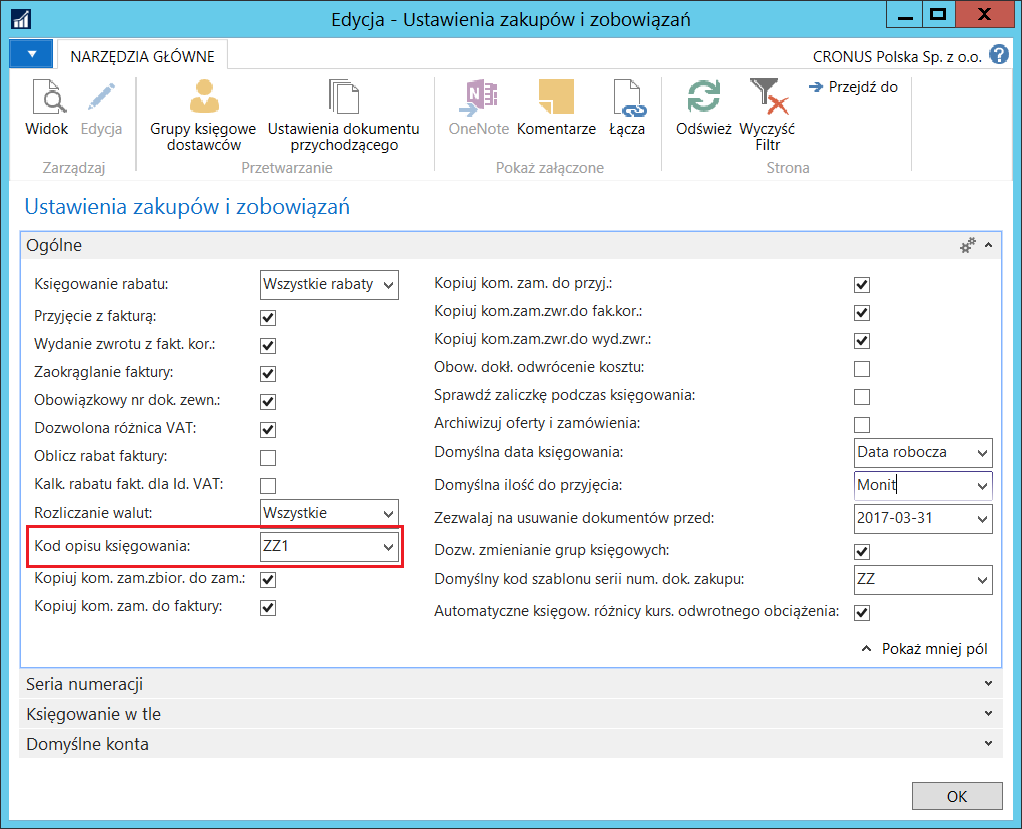 Edycja - Ustawienia zakupów i zobowiązań
NARZĘDZIA GŁÓWNE
CRONUS Polska Sp. z o.o.
Widok
Edycja
Zarządzaj
Grupy księgowe
dostawców
Ustawienia dokumentu
przychodzącego
Przetwarzanie
OneNote
Komentarze
Łącza
Pokaż załączone
Odśwież
Wyczyść
Filtr
Przejdź do
Strona
Ustawienia zakupów i zobowiązań
Ogólne
Księgowanie rabatu: Wszystkie rabaty
Przyjęcie z fakturą:
Wydanie zwrotu z fakt. kor.:
Zaokrąglanie faktury:
Obowiązkowy nr dok. zewn.:
Dozwolona różnica VAT:
Oblicz rabat faktury:
Kalk. rabatu fakt. dla Id. VAT:
Rozliczanie walut: Wszystkie
Kod opisu księgowania: ZZ1
Kopiuj kom. zam.zbior. do zam.:
Kopiuj kom. zam. do faktury:
Kopiuj kom. zam. do przyj.:
Kopiuj kom.zam.zwr.do fak.kor.:
Kopiuj kom.zam.zwr.do wyd.zwr.:
Obow. dokł. odwrócenie kosztu:
Sprawdź zaliczkę podczas księgowania:
Archiwizuj oferty i zamówienia:
Domyślna data księgowania: Data robocza
Domyślna ilość do przyjęcia: Monit
Zezwalaj na usuwanie dokumentów przed: 2017-03-31
Dozw. zmienianie grup księgowych:
Domyślny kod szablonu serii num. dok. zakupu: ZZ
Automatyczne księgow. różnicy kurs. odwrotnego obciążenia:
Pokaż mniej pól
Seria numeracji
Księgowanie w tle
Domyślne konta
OK